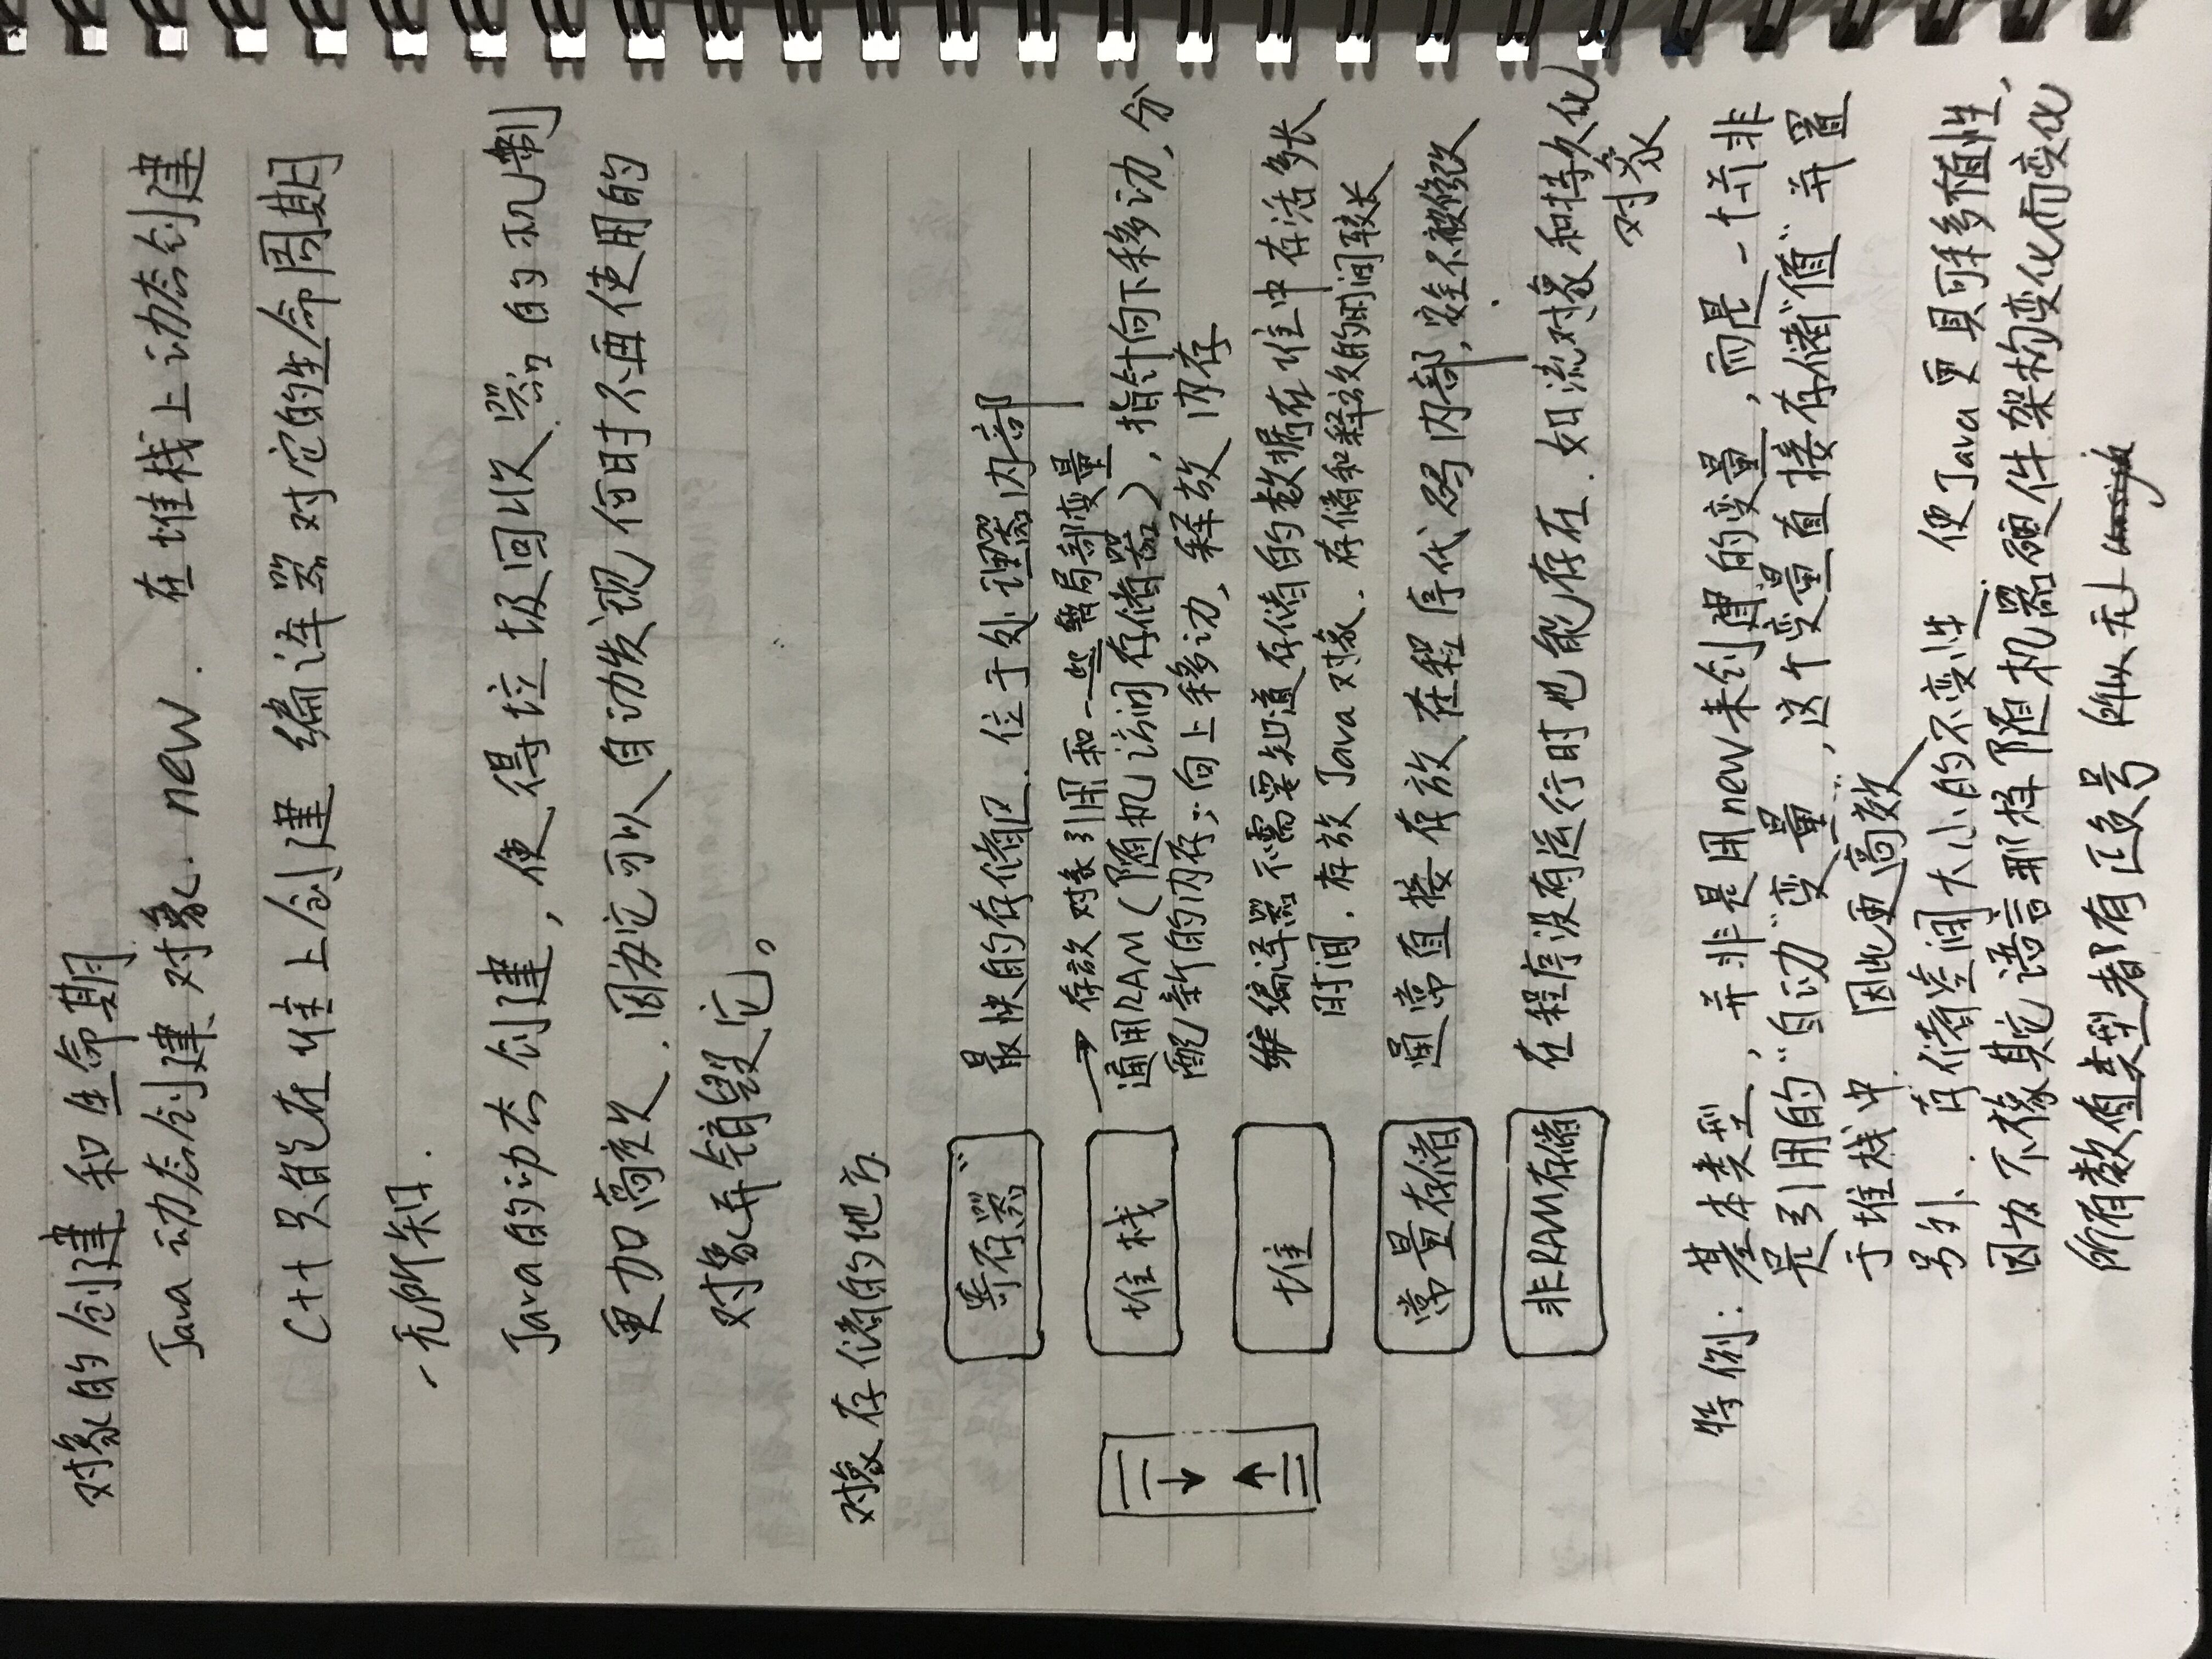 对象的创建和生命期
Java 动态创建对象. new. 在堆栈上动态创建
C++ 只能在堆上创建 编译器对它的生命周期
一无所知.
Java的动态创建, 使得垃圾回收器的机制
更加高效. 因为它可以自动发现何时不再使用的
对象并销毁它。
对象存储的地方
寄存器 最快的存储区. 位于处理器内部
→ 存放对象引用和一些局部变量
堆栈 通用RAM(随机访问存储器), 指针向下移动, 分
配新的内存; 向上移动, 释放内存
堆 编译器不需要知道存储的数据在堆中存活多长
时间. 存放Java对象. 存储和释放的时间较长
常量存储 通常直接存放在程序代码内部, 安全不被修改
非RAM存储 在程序没有运行时也能存在. 如流对象和持久化
对象
特例: 基本类型, 并非是用new来创建的变量, 而是一个并非
是引用的"自动"变量, 这个变量直接存储"值"并置
于堆栈中. 因此更高效
另外. 存储空间大小的不变性. 使Java更具可移植性,
因为不像其它语言那样随机器硬件架构变化而变化
所有数值类型都有正负号 所以无